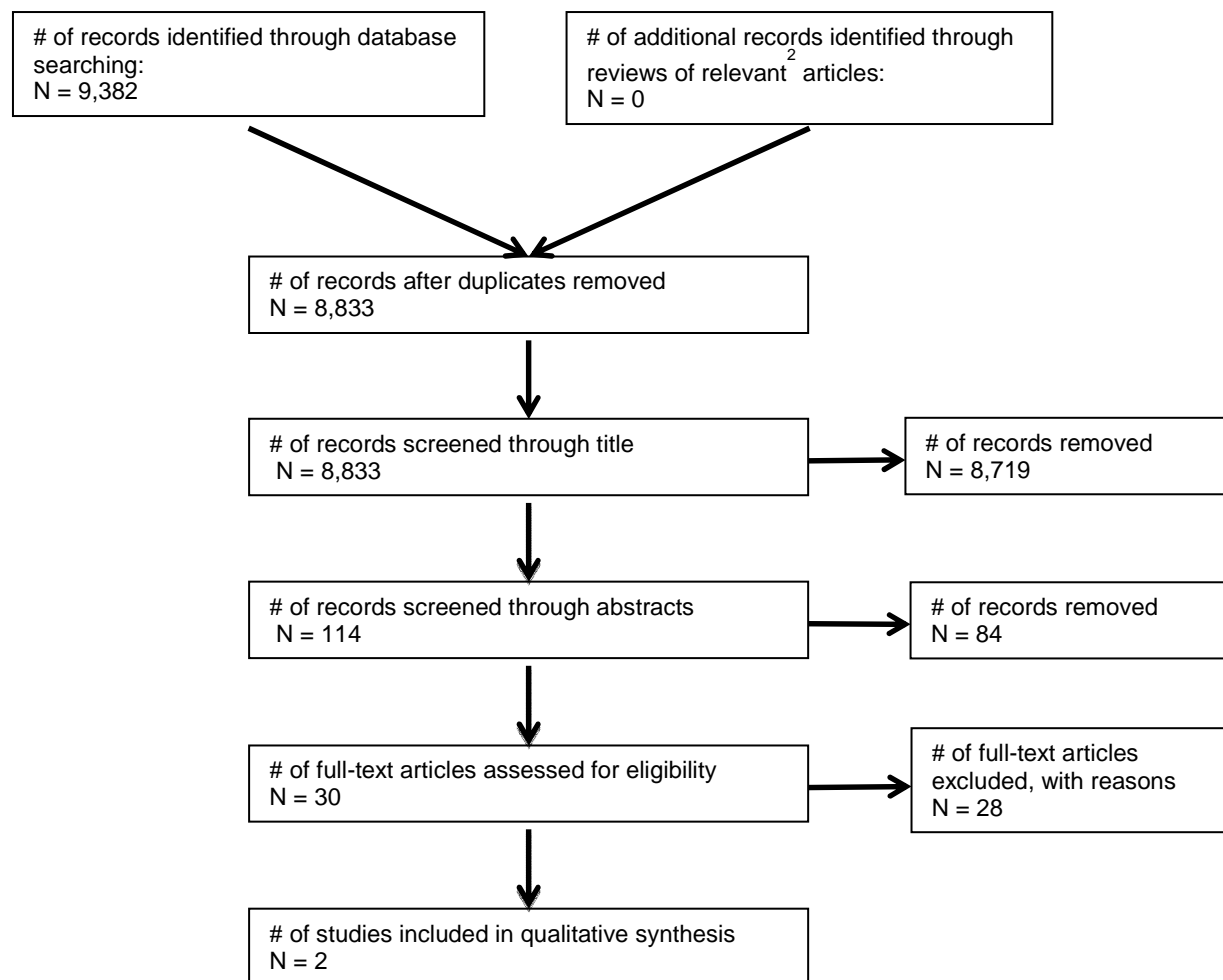 # of records identified through database
searching:
N = 9,382
# of additional records identified through
reviews of relevant2 articles:
N = 0
# of records after duplicates removed
N = 8,833
# of records screened through title
N = 8,833
# of records removed
N = 8,719
# of records screened through abstracts
N = 114
# of records removed
N = 84
# of full-text articles assessed for eligibility
N = 30
# of full-text articles
excluded, with reasons
N = 28
# of studies included in qualitative synthesis
N = 2